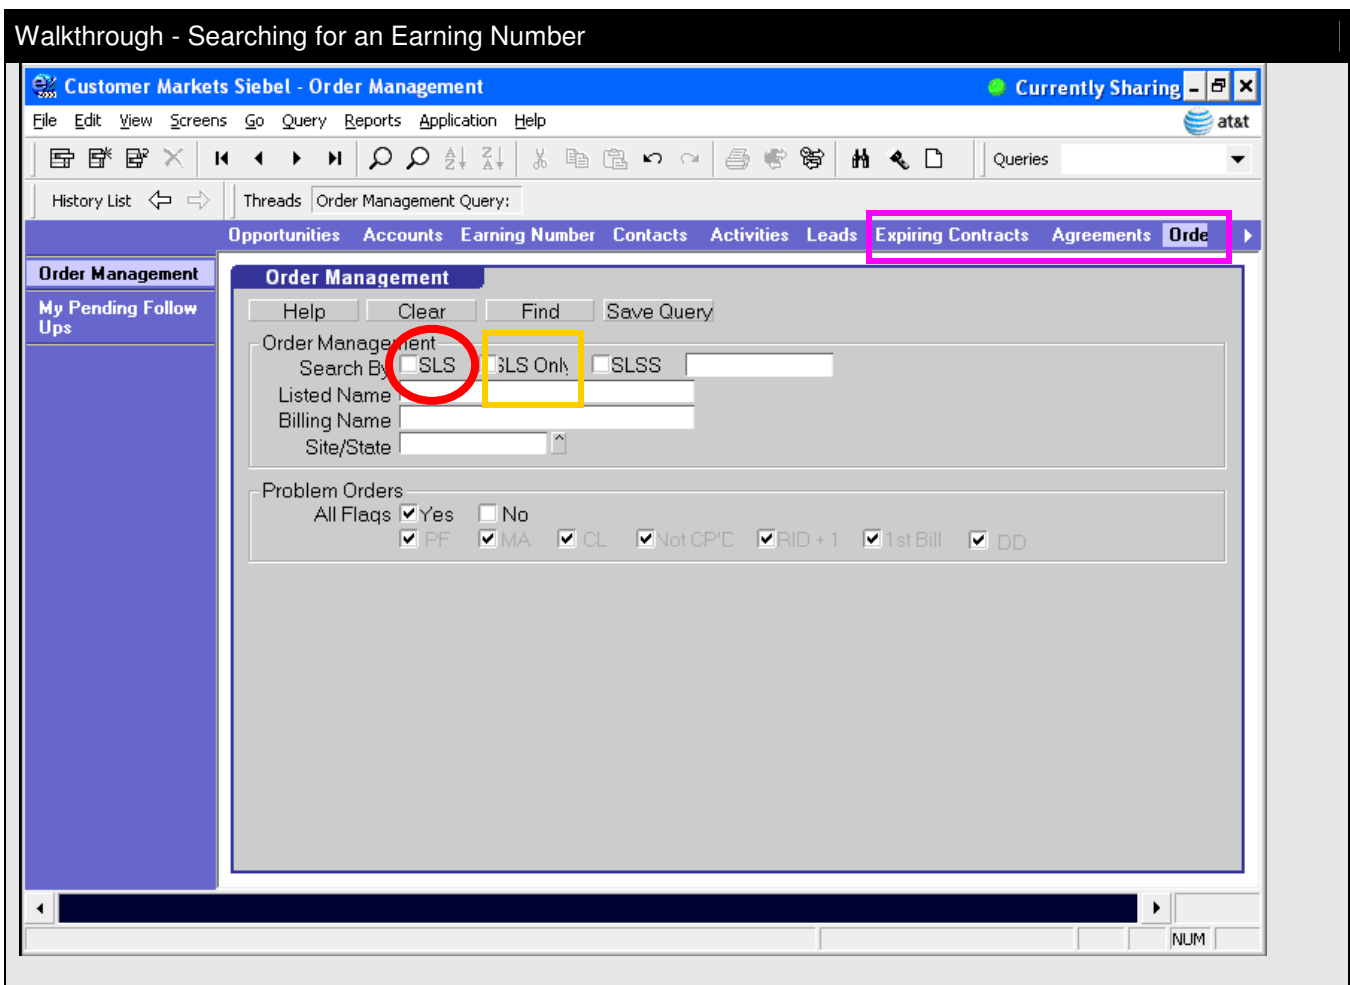 Walkthrough - Searching for an Earning Number
Customer Markets Siebel - Order Management
Currently Sharing
File Edit View Screens Go Query Reports Application Help
at&t
Queries
History List
Threads Order Management Query:
Opportunities Accounts Earning Number Contacts Activities Leads Expiring Contracts Agreements Orde
Order Management
My Pending Follow
Ups
Order Management
Help Clear Find Save Query
Order Management
Search By SLS SLS Only SLSS
Listed Name
Billing Name
Site/State
Problem Orders
All Flags Yes No
PF MA CL Not CP'D RID + 1 1st Bill DD
NUM